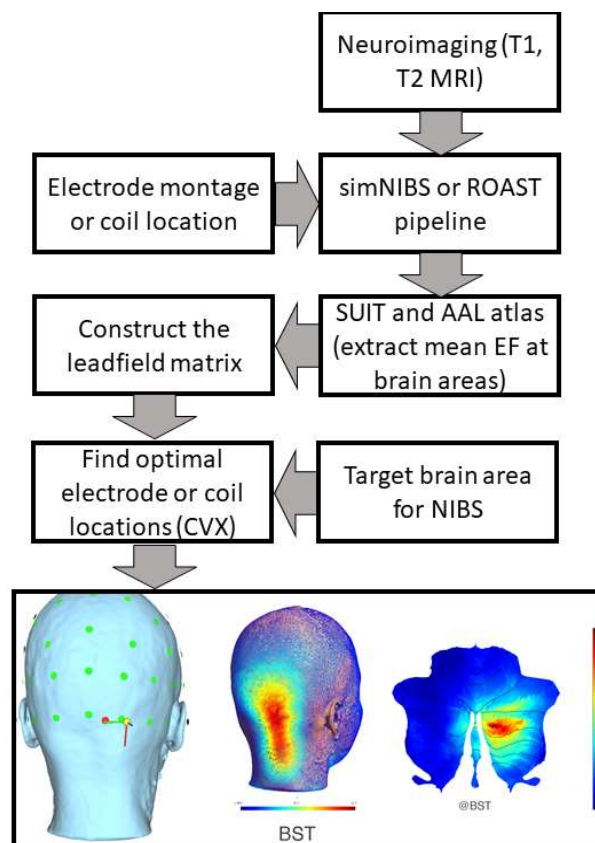 Neuroimaging (T1,
T2 MRI)
Electrode montage
or coil location
simNIBS or ROAST
pipeline
Construct the
leadfield matrix
SUIT and AAL atlas
(extract mean EF at
brain areas)
Find optimal
electrode or coil
locations (CVX)
Target brain area
for NIBS
BST
@BST